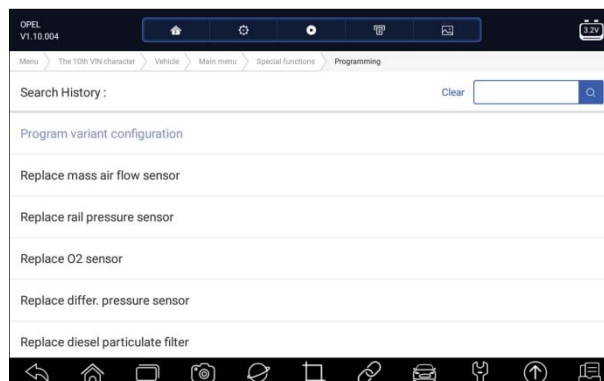 OPEL
V1.10.004
3.2V
Menu The 10th VIN character Vehicle Main menu Special functions Programming
Search History :
Clear
Program variant configuration
Replace mass air flow sensor
Replace rail pressure sensor
Replace O2 sensor
Replace differ. pressure sensor
Replace diesel particulate filter